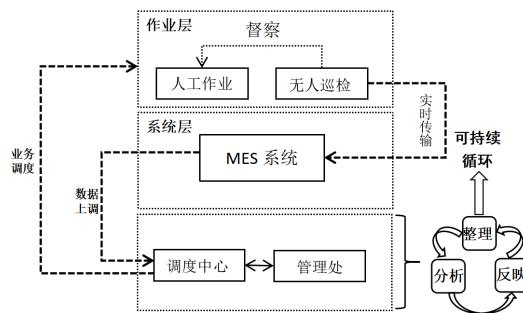 作业层
督察
人工作业
无人巡检
实时传输
系统层
MES 系统
业务
调度
数据
上调
可持续
循环
调度中心
管理处
整理
分析
反映